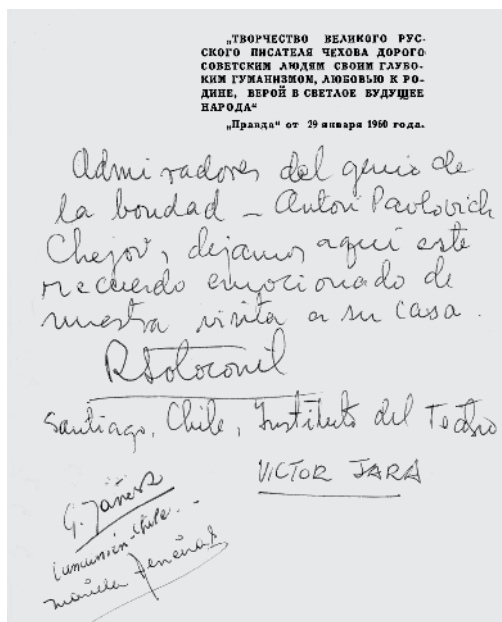 „ТВОРЧЕСТВО ВЕЛИКОГО РУС-
СКОГО ПИСАТЕЛЯ ЧЕХОВА ДОРОГО
СОВЕТСКИМ ЛЮДЯМ СВОИМ ГЛУБО-
КИМ ГУМАНИЗМОМ, ЛЮБОВЬЮ К РО-
ДИНЕ, ВЕРОЙ В СВЕТЛОЕ БУДУЩЕЕ
НАРОДА“
„Правда“ от 29 января 1960 года.
Admiradores del genio de
la bondad – Anton Pavlovich
Chejov, dejamos aquí este
recuerdo emocionado de
nuestra visita a su casa.
Santiago, Chile, Instituto del Teatro
VICTOR JARA
G.
Chile